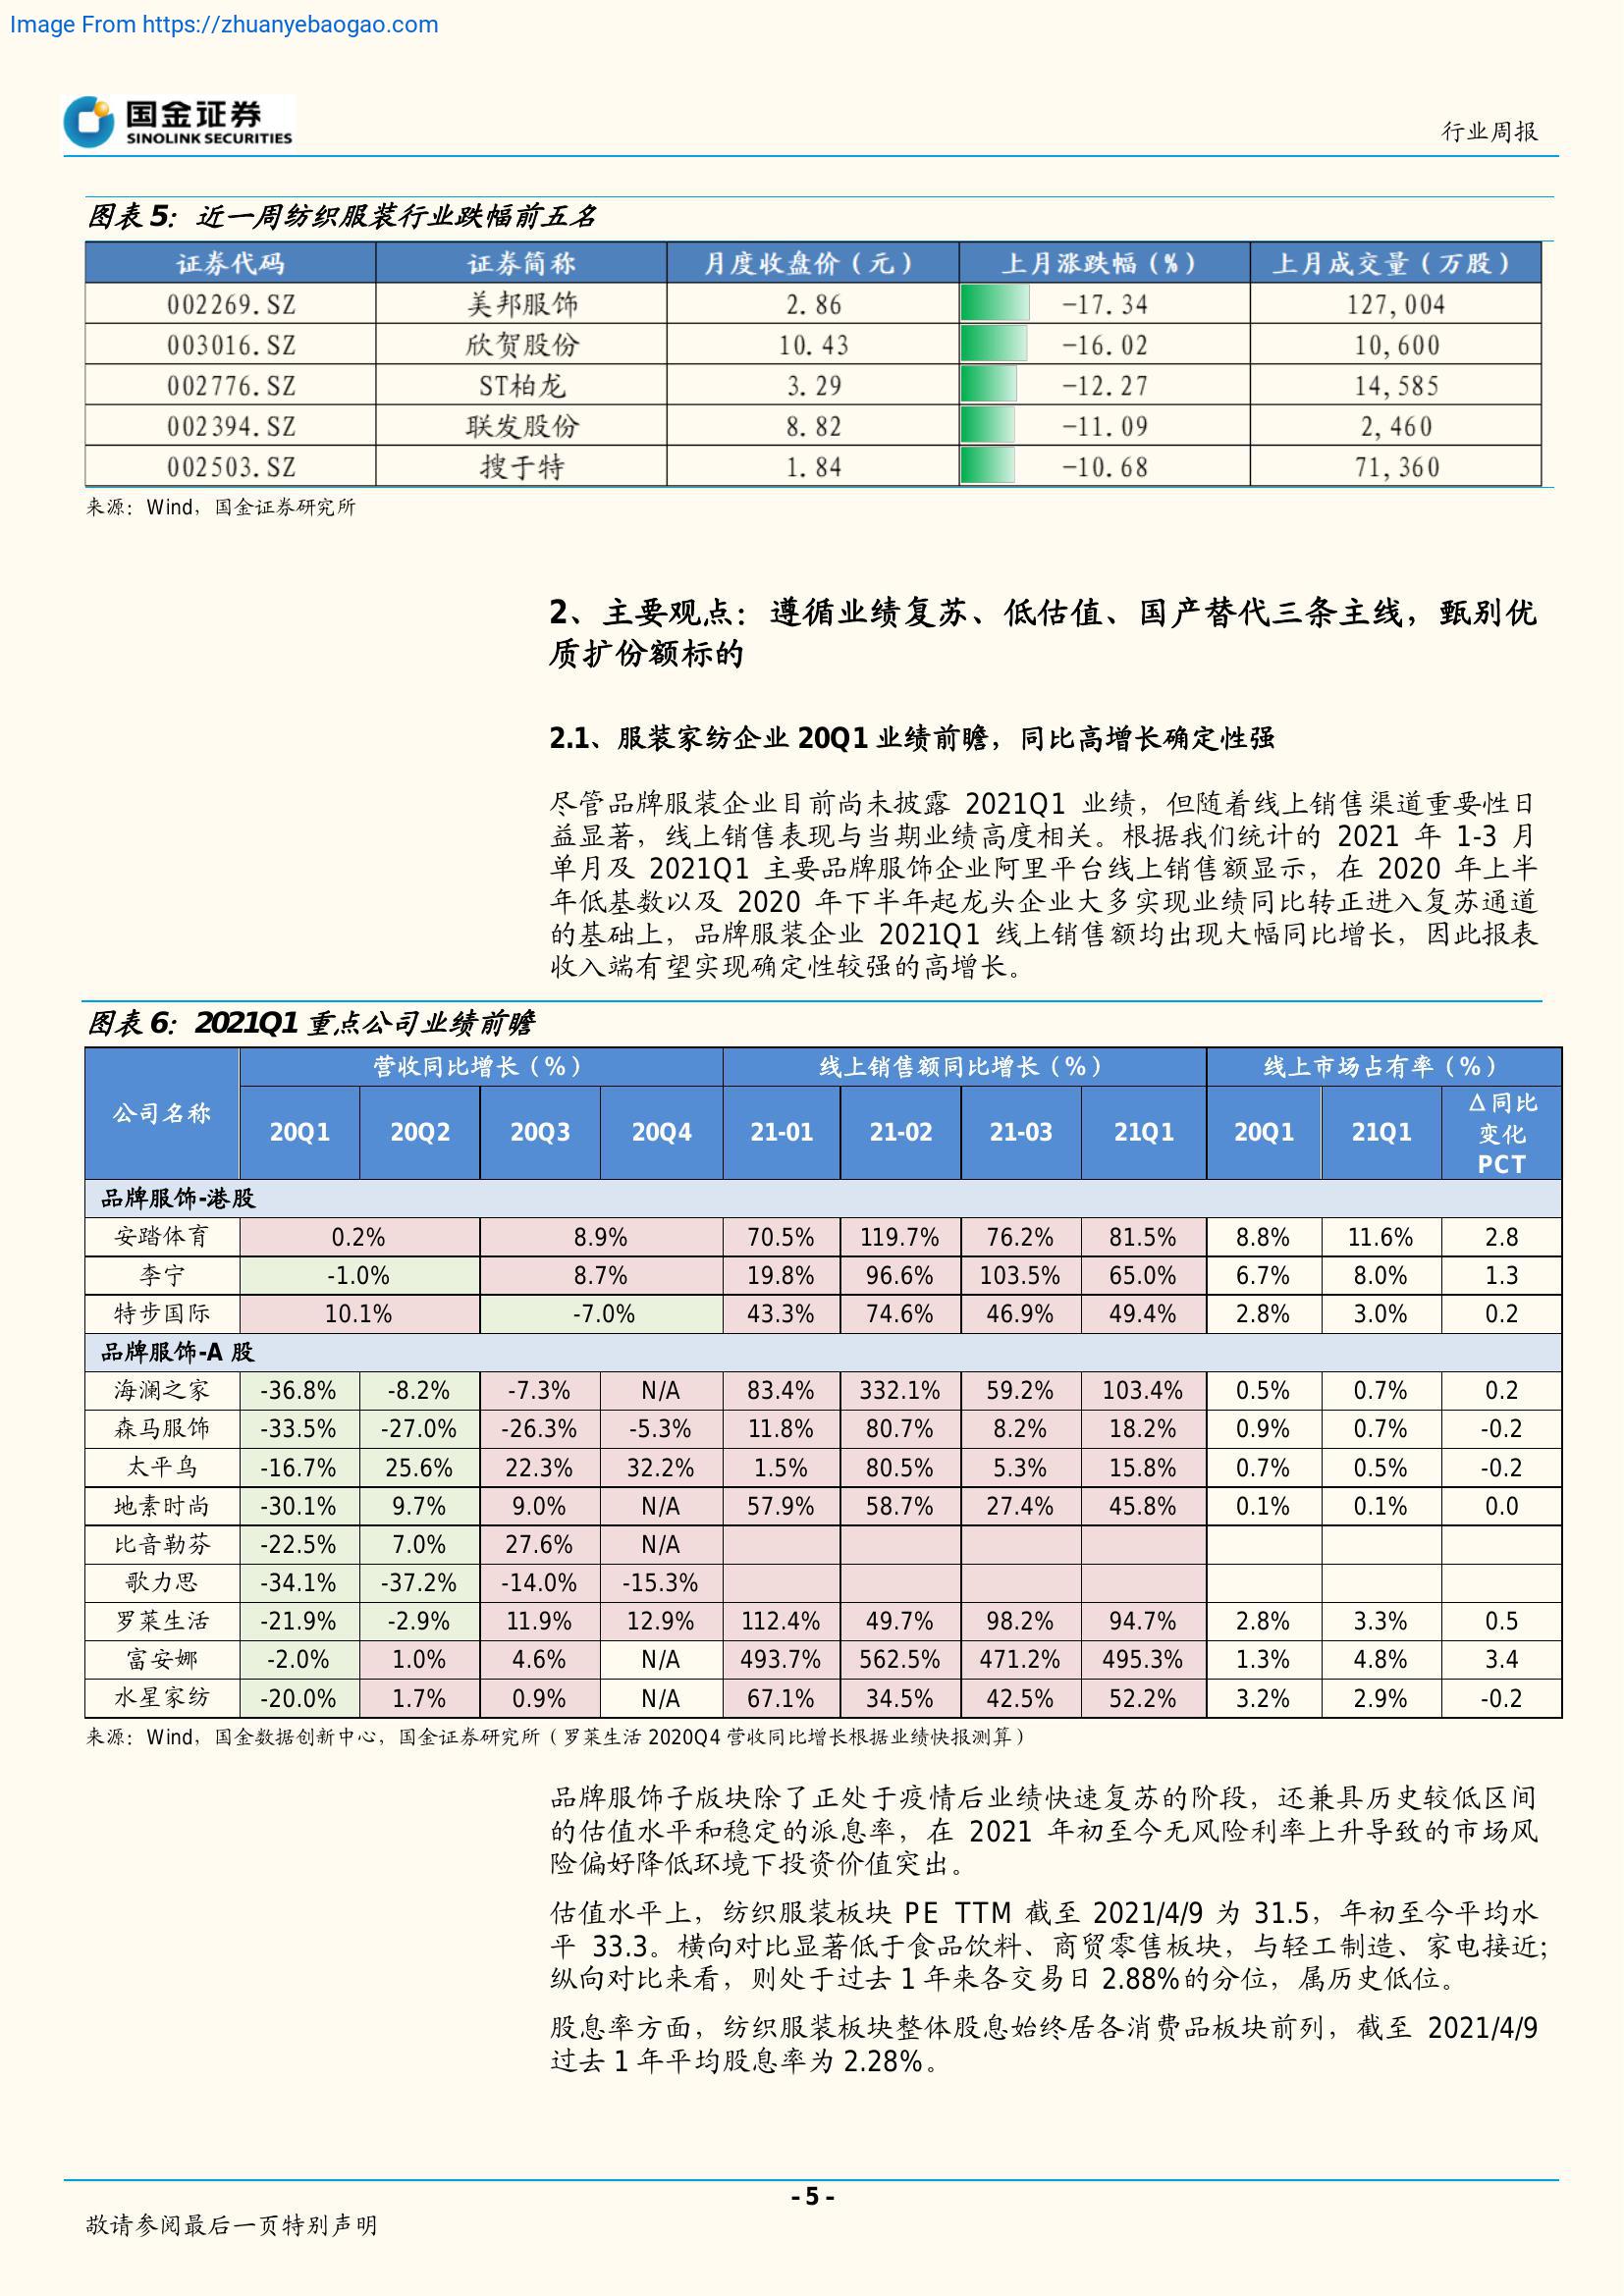 Image From https://zhuanyebaogao.com
国金证券
SINOLINK SECURITIES
行业周报
图表 5：近一周纺织服装行业跌幅前五名
证券代码 证券简称 月度收盘价（元） 上月涨跌幅（%） 上月成交量（万股）
002269.SZ 美邦服饰 2.86 -17.34 127,004
003016.SZ 欣贺股份 10.43 -16.02 10,600
002776.SZ ST柏龙 3.29 -12.27 14,585
002394.SZ 联发股份 8.82 -11.09 2,460
002503.SZ 搜于特 1.84 -10.68 71,360
来源：Wind，国金证券研究所
2、主要观点：遵循业绩复苏、低估值、国产替代三条主线，甄别优
质扩份额标的
2.1、服装家纺企业 20Q1 业绩前瞻，同比高增长确定性强
尽管品牌服装企业目前尚未披露 2021Q1 业绩，但随着线上销售渠道重要性日
益显著，线上销售表现与当期业绩高度相关。根据我们统计的 2021 年 1-3 月
单月及 2021Q1 主要品牌服饰企业阿里平台线上销售额显示，在 2020 年上半
年低基数以及 2020 年下半年起龙头企业大多实现业绩同比转正进入复苏通道
的基础上，品牌服装企业 2021Q1 线上销售额均出现大幅同比增长，因此报表
收入端有望实现确定性较强的高增长。
图表 6：2021Q1 重点公司业绩前瞻
公司名称 营收同比增长（%） 线上销售额同比增长（%） 线上市场占有率（%）
20Q1 20Q2 20Q3 20Q4 21-01 21-02 21-03 21Q1 20Q1 21Q1 Δ同比
变化
PCT
品牌服饰-港股
安踏体育 0.2% 8.9% 70.5% 119.7% 76.2% 81.5% 8.8% 11.6% 2.8
李宁 -1.0% 8.7% 19.8% 96.6% 103.5% 65.0% 6.7% 8.0% 1.3
特步国际 10.1% -7.0% 43.3% 74.6% 46.9% 49.4% 2.8% 3.0% 0.2
品牌服饰-A 股
海澜之家 -36.8% -8.2% -7.3% N/A 83.4% 332.1% 59.2% 103.4% 0.5% 0.7% 0.2
森马服饰 -33.5% -27.0% -26.3% -5.3% 11.8% 80.7% 8.2% 18.2% 0.9% 0.7% -0.2
太平鸟 -16.7% 25.6% 22.3% 32.2% 1.5% 80.5% 5.3% 15.8% 0.7% 0.5% -0.2
地素时尚 -30.1% 9.7% 9.0% N/A 57.9% 58.7% 27.4% 45.8% 0.1% 0.1% 0.0
比音勒芬 -22.5% 7.0% 27.6% N/A
歌力思 -34.1% -37.2% -14.0% -15.3%
罗莱生活 -21.9% -2.9% 11.9% 12.9% 112.4% 49.7% 98.2% 94.7% 2.8% 3.3% 0.5
富安娜 -2.0% 1.0% 4.6% N/A 493.7% 562.5% 471.2% 495.3% 1.3% 4.8% 3.4
水星家纺 -20.0% 1.7% 0.9% N/A 67.1% 34.5% 42.5% 52.2% 3.2% 2.9% -0.2
来源：Wind，国金数据创新中心，国金证券研究所（罗莱生活 2020Q4 营收同比增长根据业绩快报测算）
品牌服饰子版块除了正处于疫情后业绩快速复苏的阶段，还兼具历史较低区间
的估值水平和稳定的派息率，在 2021 年初至今无风险利率上升导致的市场风
险偏好降低环境下投资价值突出。
估值水平上，纺织服装板块 PE TTM 截至 2021/4/9 为 31.5，年初至今平均水
平 33.3。横向对比显著低于食品饮料、商贸零售板块，与轻工制造、家电接近；
纵向对比来看，则处于过去 1 年来各交易日 2.88%的分位，属历史低位。
股息率方面，纺织服装板块整体股息始终居各消费品板块前列，截至 2021/4/9
过去 1 年平均股息率为 2.28%。
- 5 -
敬请参阅最后一页特别声明